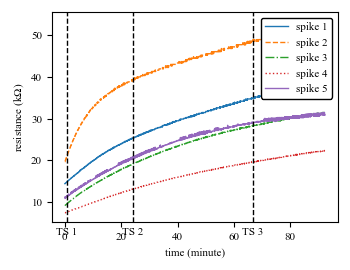 spike 1
spike 2
spike 3
spike 4
spike 5
50
40
30
20
10
resistance (kΩ)
0
20
40
60
80
TS 1
TS 2
TS 3
time (minute)